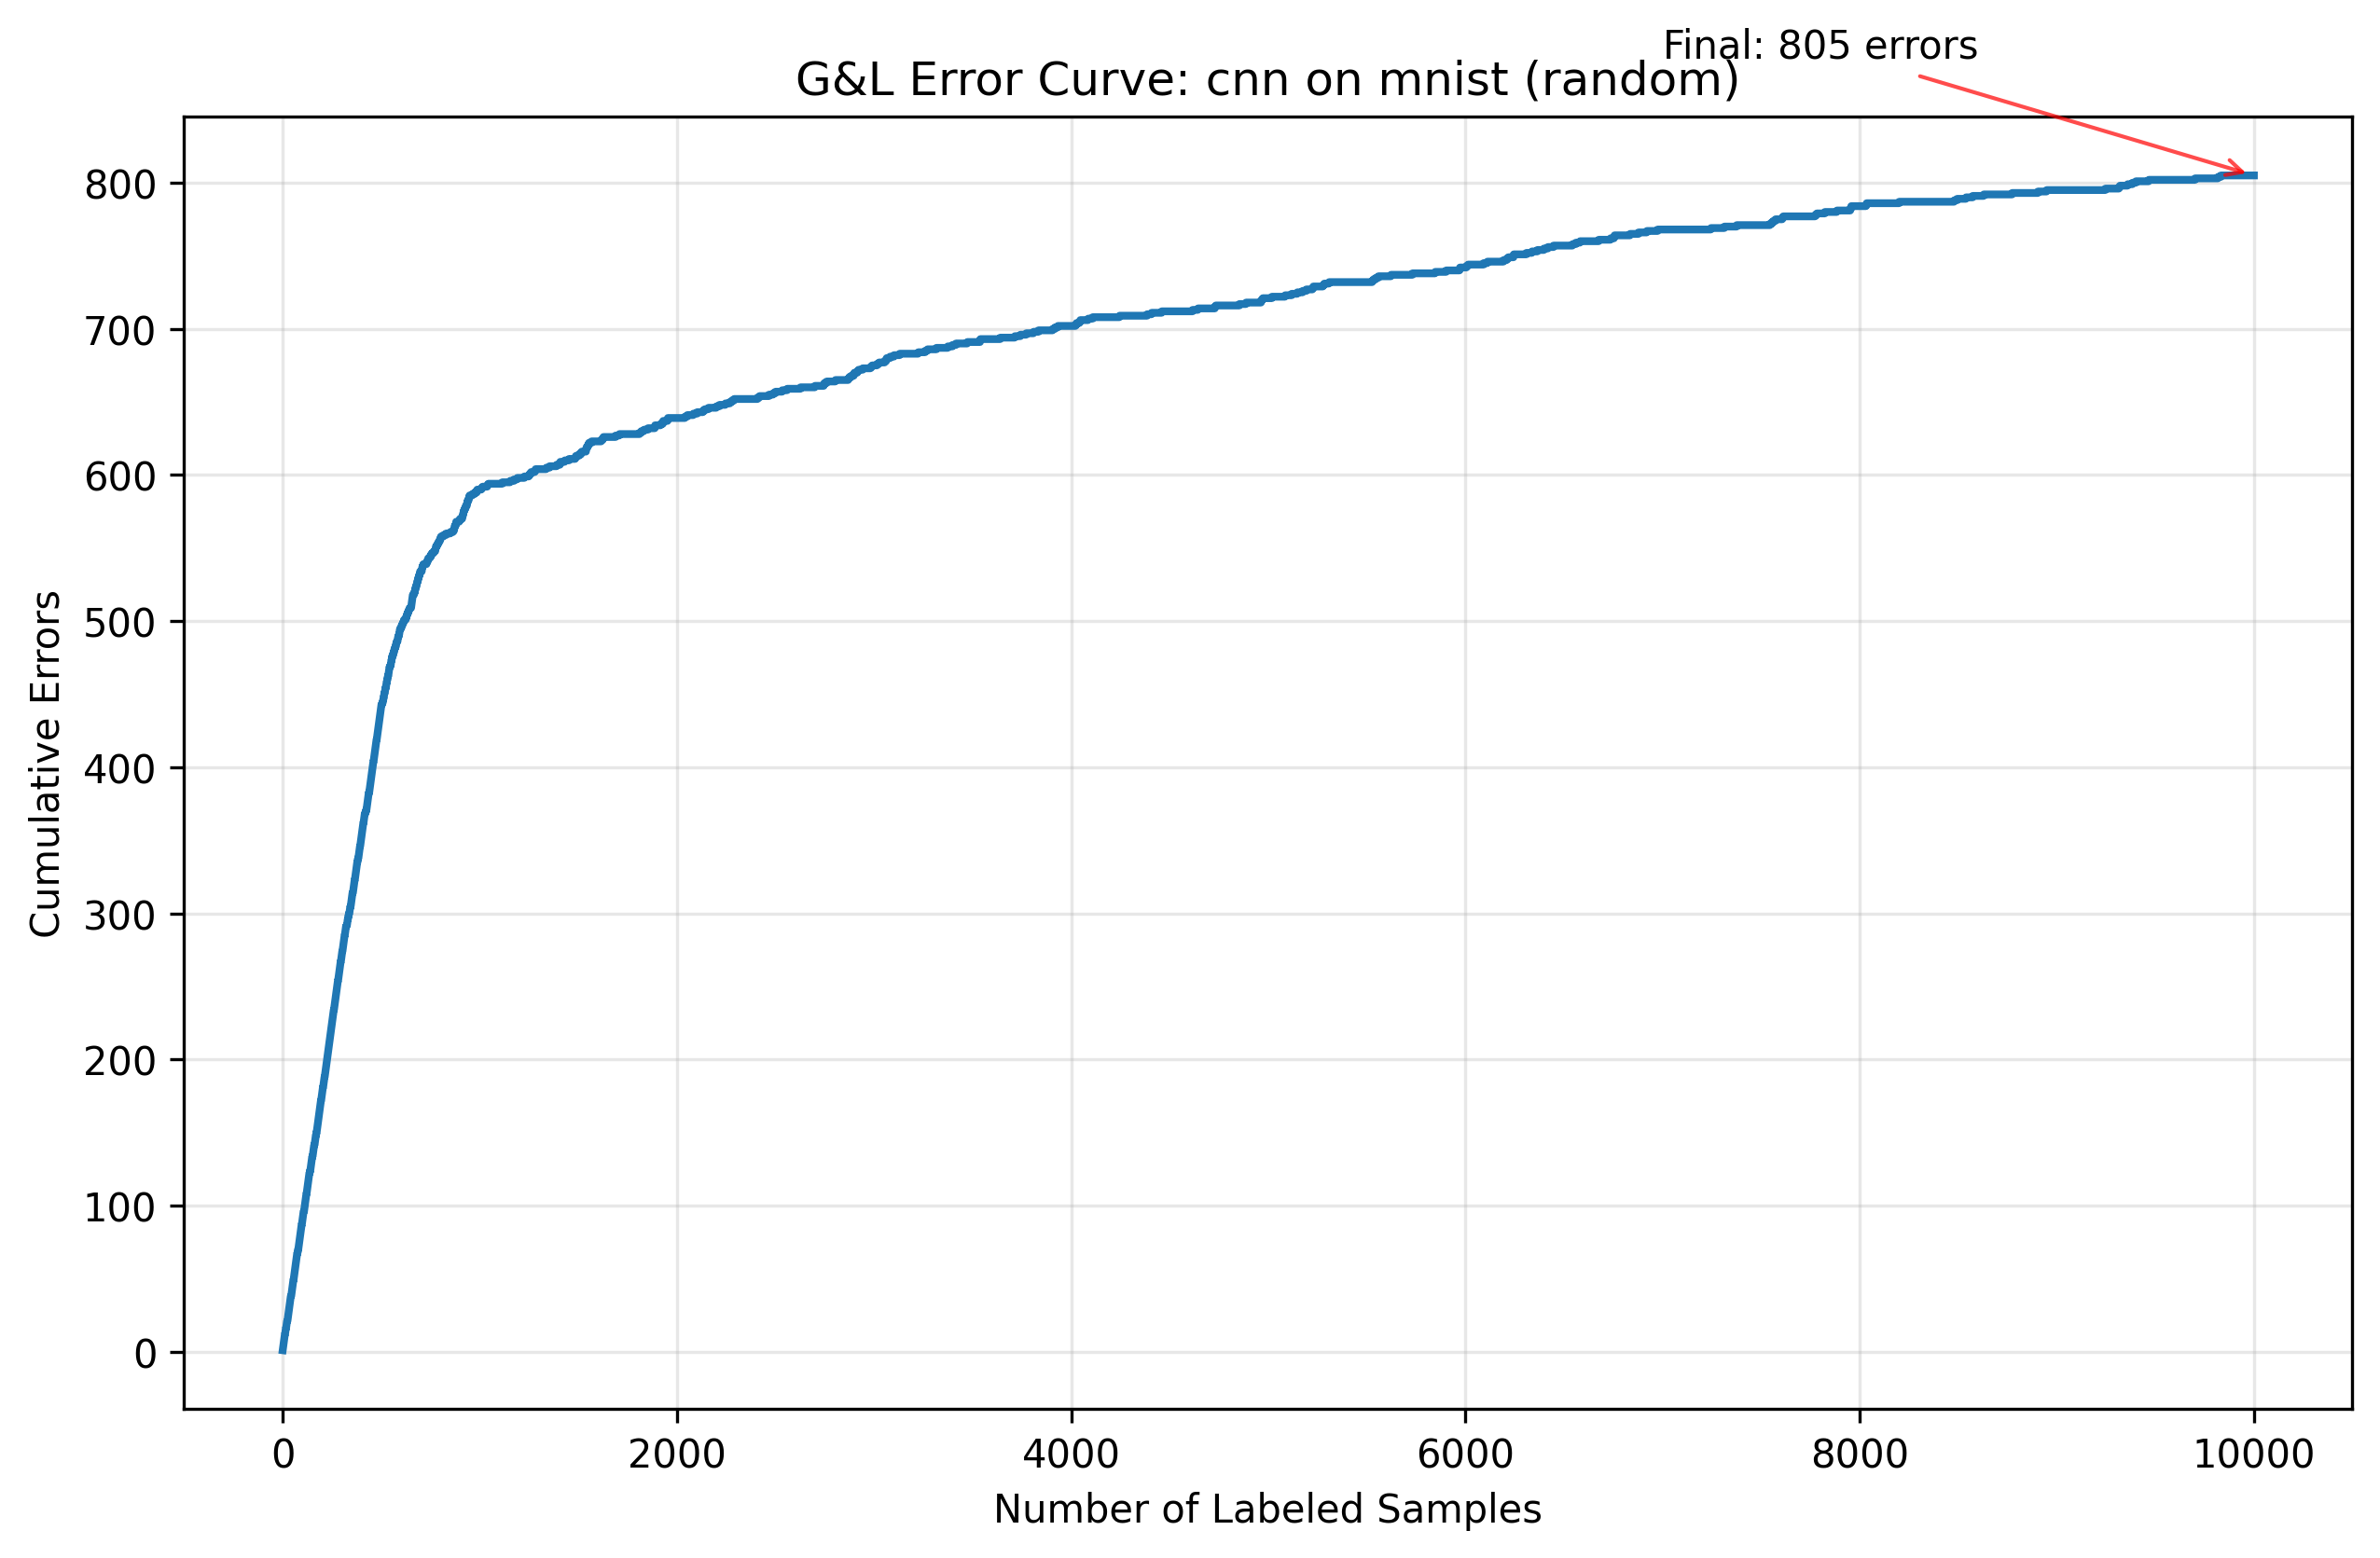 Final: 805 errors
G&L Error Curve: cnn on mnist (random)
800
700
600
500
400
300
200
100
0
Cumulative Errors
0 2000 4000 6000 8000 10000
Number of Labeled Samples